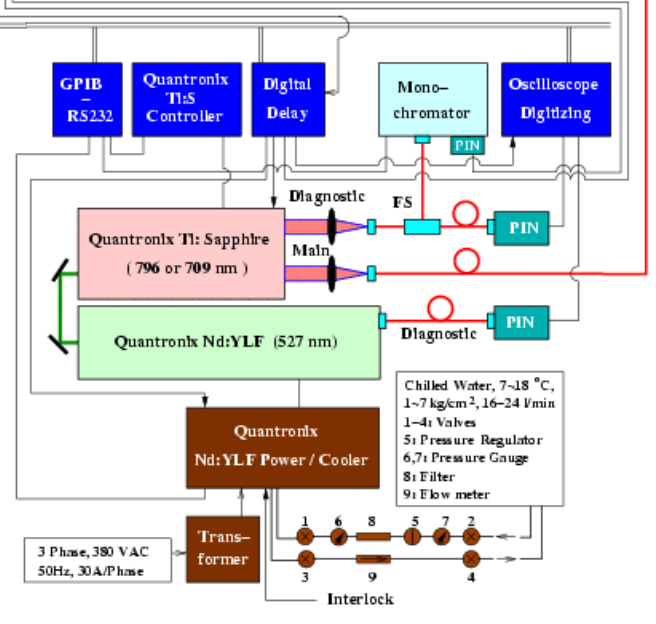 GPIB
–
RS232
Quantronix
Ti:S
Controller
Digital
Delay
Mono–
chromator
Oscilloscope
Digitizing
PIN
Diagnostic
FS
Quantronix Ti: Sapphire
( 796 or 709 nm )
PIN
Main
Quantronix Nd:YLF (527 nm)
Diagnostic
PIN
Chilled Water, 7~18 °C,
1~7 kg/cm², 16–24 l/min
1–4: Valves
5: Pressure Regulator
6,7: Pressure Gauge
8: Filter
9: Flow meter
Quantronix
Nd:YLF Power / Cooler
1 6 8 5 7 2
Trans–
former
3 Phase, 380 VAC
50Hz, 30A/Phase
3 9 4
Interlock